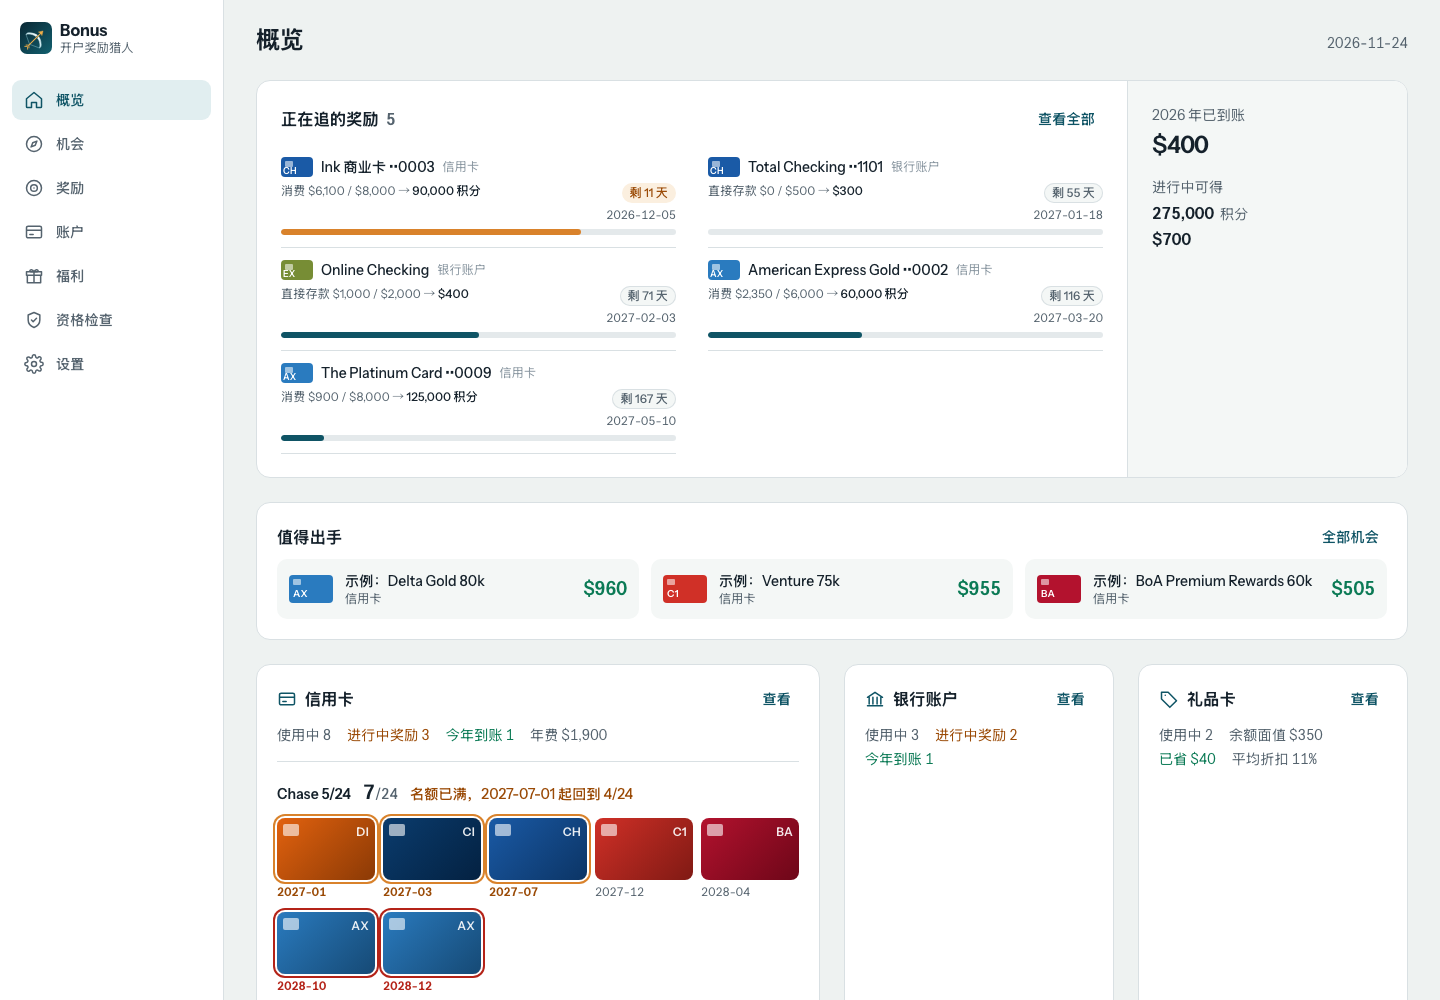 Bonus
开户奖励猎人
概览
机会
奖励
账户
福利
资格检查
设置
概览
2026-11-24
正在追的奖励 5
查看全部
CH
Ink 商业卡 ••0003 信用卡
消费 $6,100 / $8,000 → 90,000 积分
剩 11 天
2026-12-05
CH
Total Checking ••1101 银行账户
直接存款 $0 / $500 → $300
剩 55 天
2027-01-18
EX
Online Checking 银行账户
直接存款 $1,000 / $2,000 → $400
剩 71 天
2027-02-03
AX
American Express Gold ••0002 信用卡
消费 $2,350 / $6,000 → 60,000 积分
剩 116 天
2027-03-20
AX
The Platinum Card ••0009 信用卡
消费 $900 / $8,000 → 125,000 积分
剩 167 天
2027-05-10
2026 年已到账
$400
进行中可得
275,000 积分
$700
值得出手
全部机会
AX
示例：Delta Gold 80k
信用卡
$960
C1
示例：Venture 75k
信用卡
$955
BA
示例：BoA Premium Rewards 60k
信用卡
$505
信用卡
查看
使用中 8 进行中奖励 3 今年到账 1 年费 $1,900
Chase 5/24 7/24 名额已满，2027-07-01 起回到 4/24
DI
2027-01
CI
2027-03
CH
2027-07
C1
2027-12
BA
2028-04
AX
2028-10
AX
2028-12
银行账户
查看
使用中 3 进行中奖励 2
今年到账 1
礼品卡
查看
使用中 2 余额面值 $350
已省 $40 平均折扣 11%